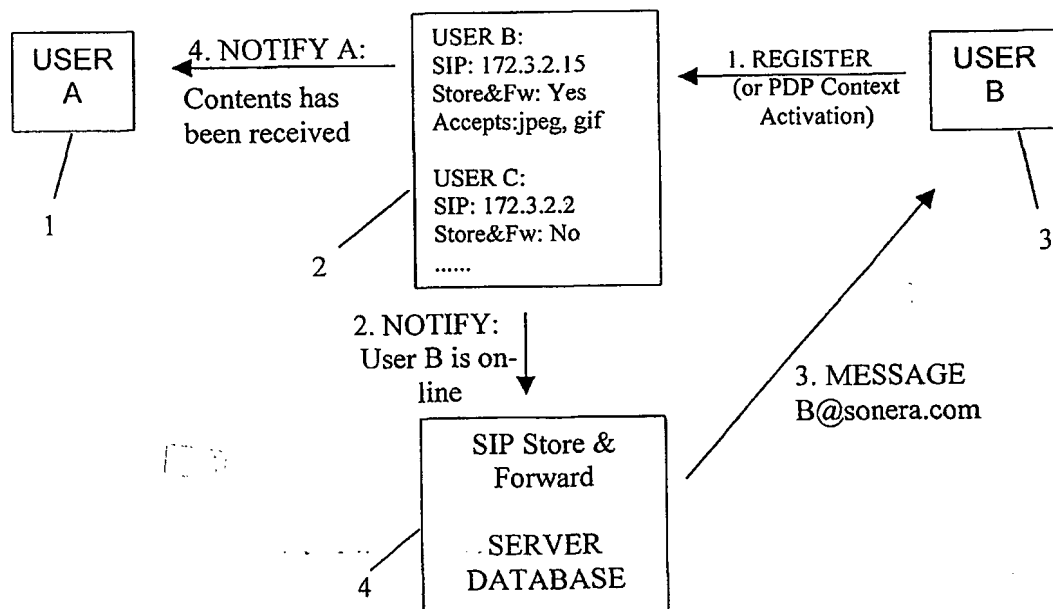 USER
A
1
4. NOTIFY A:
Contents has
been received
USER B:
SIP: 172.3.2.15
Store&Fw: Yes
Accepts:jpeg, gif
USER C:
SIP: 172.3.2.2
Store&Fw: No
......
2
1. REGISTER
(or PDP Context
Activation)
USER
B
3
2. NOTIFY:
User B is on-
line
3. MESSAGE
B@sonera.com
SIP Store &
Forward
SERVER
DATABASE
4